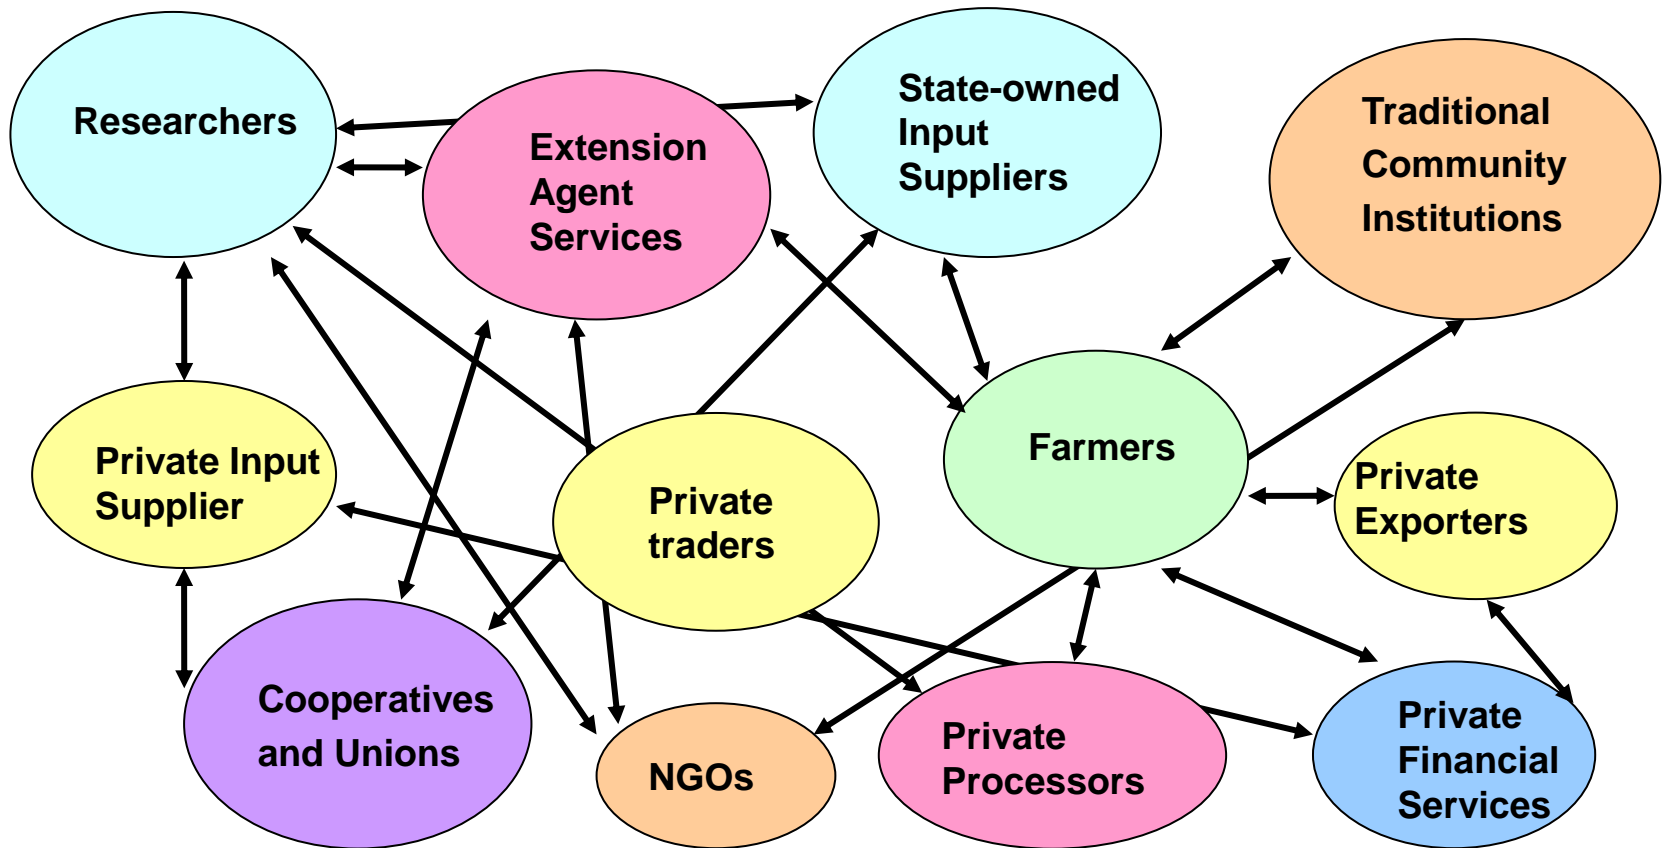 Researchers
Extension
Agent
Services
State-owned
Input
Suppliers
Traditional
Community
Institutions
Private Input
Supplier
Private
traders
Farmers
Private
Exporters
Cooperatives
and Unions
NGOs
Private
Processors
Private
Financial
Services